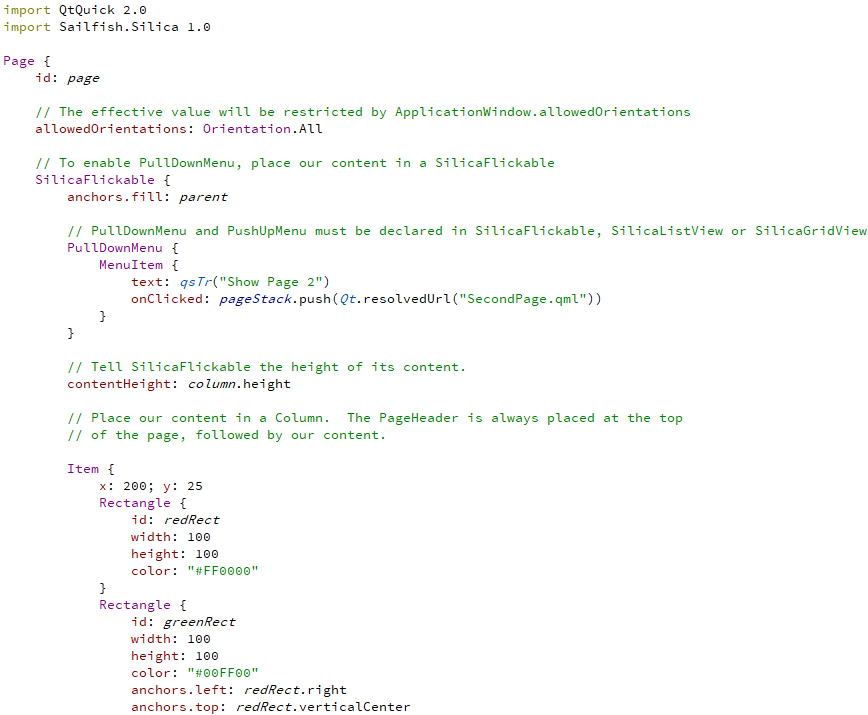 import QtQuick 2.0
import Sailfish.Silica 1.0

Page {
    id: page

    // The effective value will be restricted by ApplicationWindow.allowedOrientations
    allowedOrientations: Orientation.All

    // To enable PullDownMenu, place our content in a SilicaFlickable
    SilicaFlickable {
        anchors.fill: parent

        // PullDownMenu and PushUpMenu must be declared in SilicaFlickable, SilicaListView or SilicaGridView
        PullDownMenu {
            MenuItem {
                text: qsTr("Show Page 2")
                onClicked: pageStack.push(Qt.resolvedUrl("SecondPage.qml"))
            }
        }

        // Tell SilicaFlickable the height of its content.
        contentHeight: column.height

        // Place our content in a Column.  The PageHeader is always placed at the top
        // of the page, followed by our content.

        Item {
            x: 200; y: 25
            Rectangle {
                id: redRect
                width: 100
                height: 100
                color: "#FF0000"
            }
            Rectangle {
                id: greenRect
                width: 100
                height: 100
                color: "#00FF00"
                anchors.left: redRect.right
                anchors.top: redRect.verticalCenter